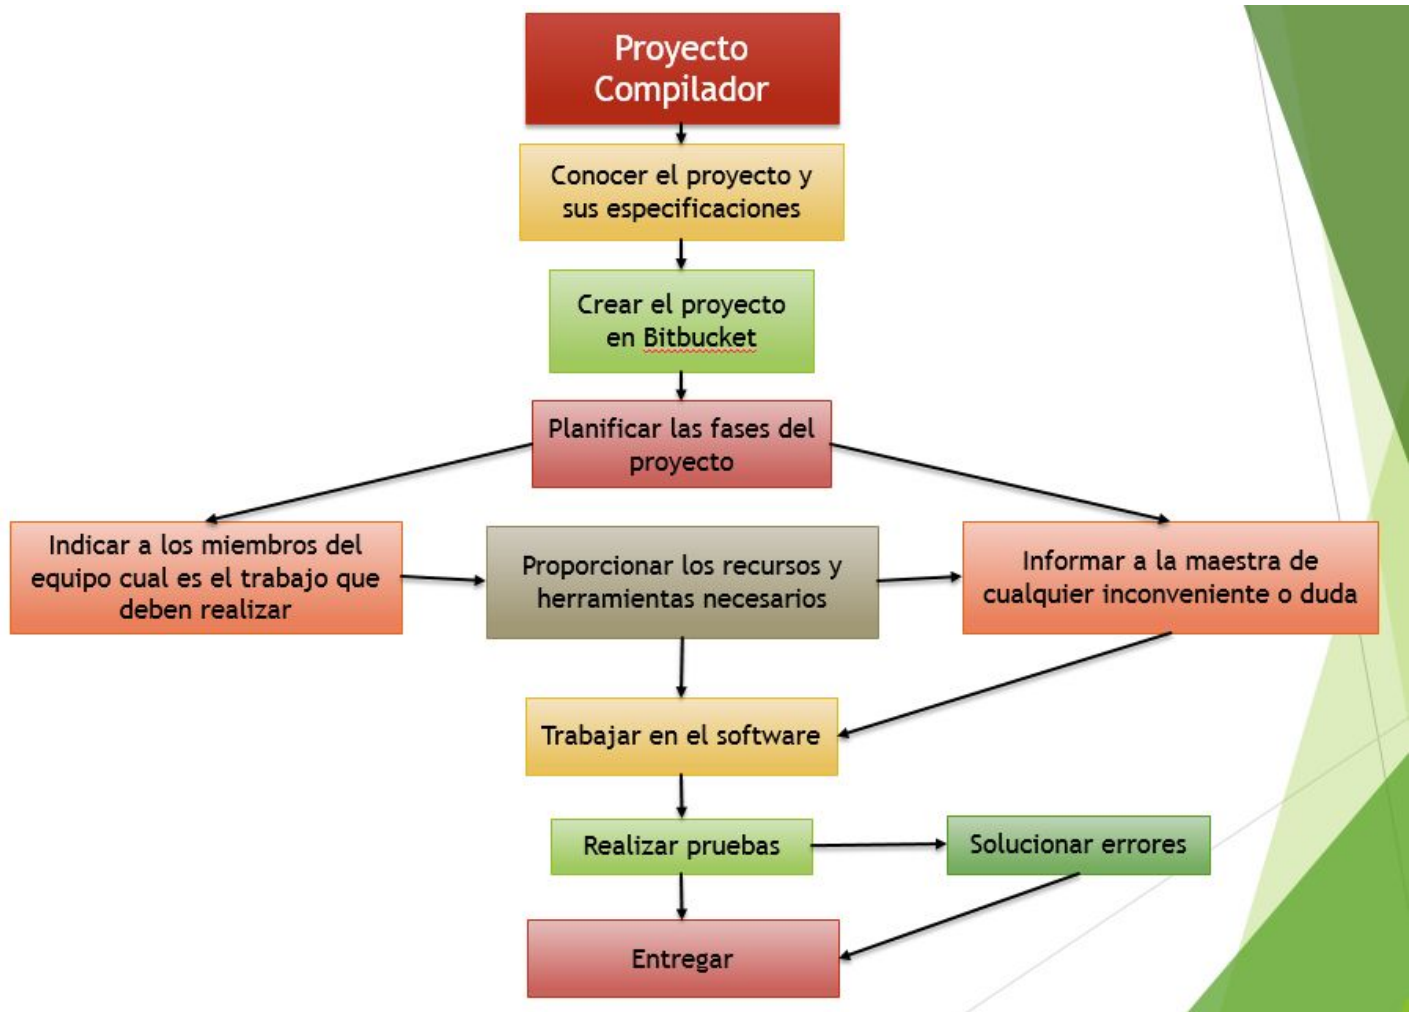 Proyecto
Compilador
Conocer el proyecto y
sus especificaciones
Crear el proyecto
en Bitbucket
Planificar las fases del
proyecto
Indicar a los miembros del
equipo cual es el trabajo que
deben realizar
Proporcionar los recursos y
herramientas necesarios
Informar a la maestra de
cualquier inconveniente o duda
Trabajar en el software
Realizar pruebas
Solucionar errores
Entregar